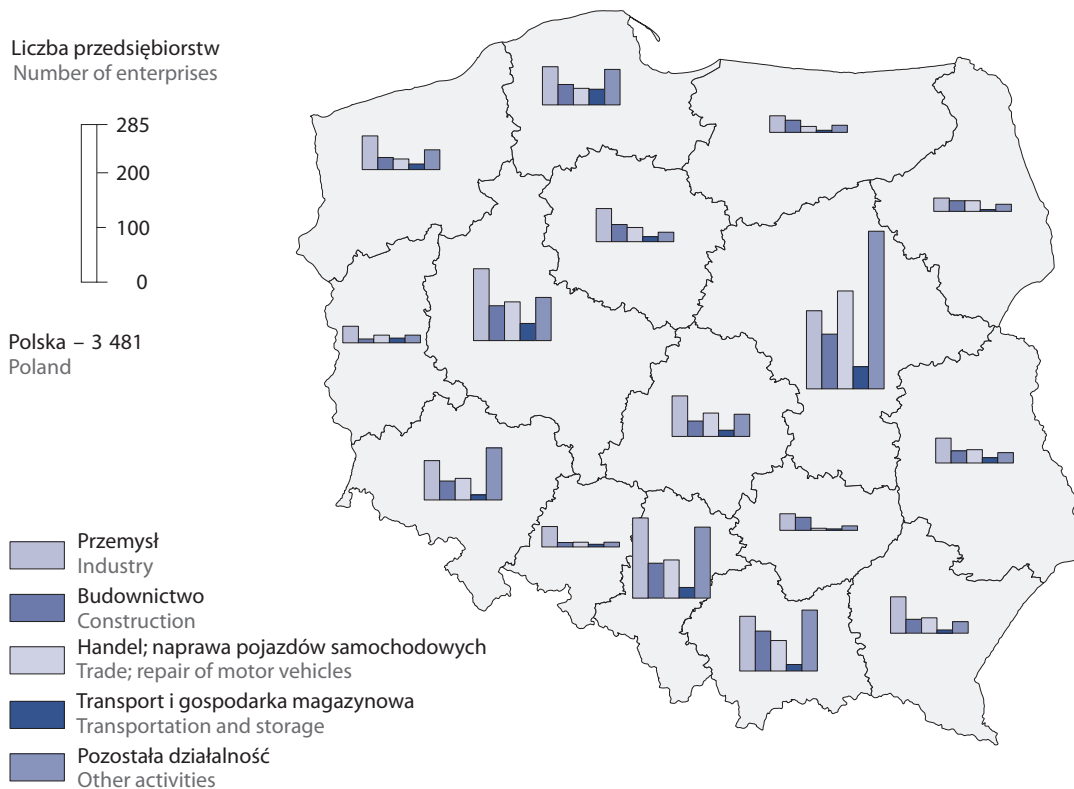 Liczba przedsiębiorstw
Number of enterprises
285
200
100
0
Polska – 3 481
Poland
Przemysł
Industry
Budownictwo
Construction
Handel; naprawa pojazdów samochodowych
Trade; repair of motor vehicles
Transport i gospodarka magazynowa
Transportation and storage
Pozostała działalność
Other activities